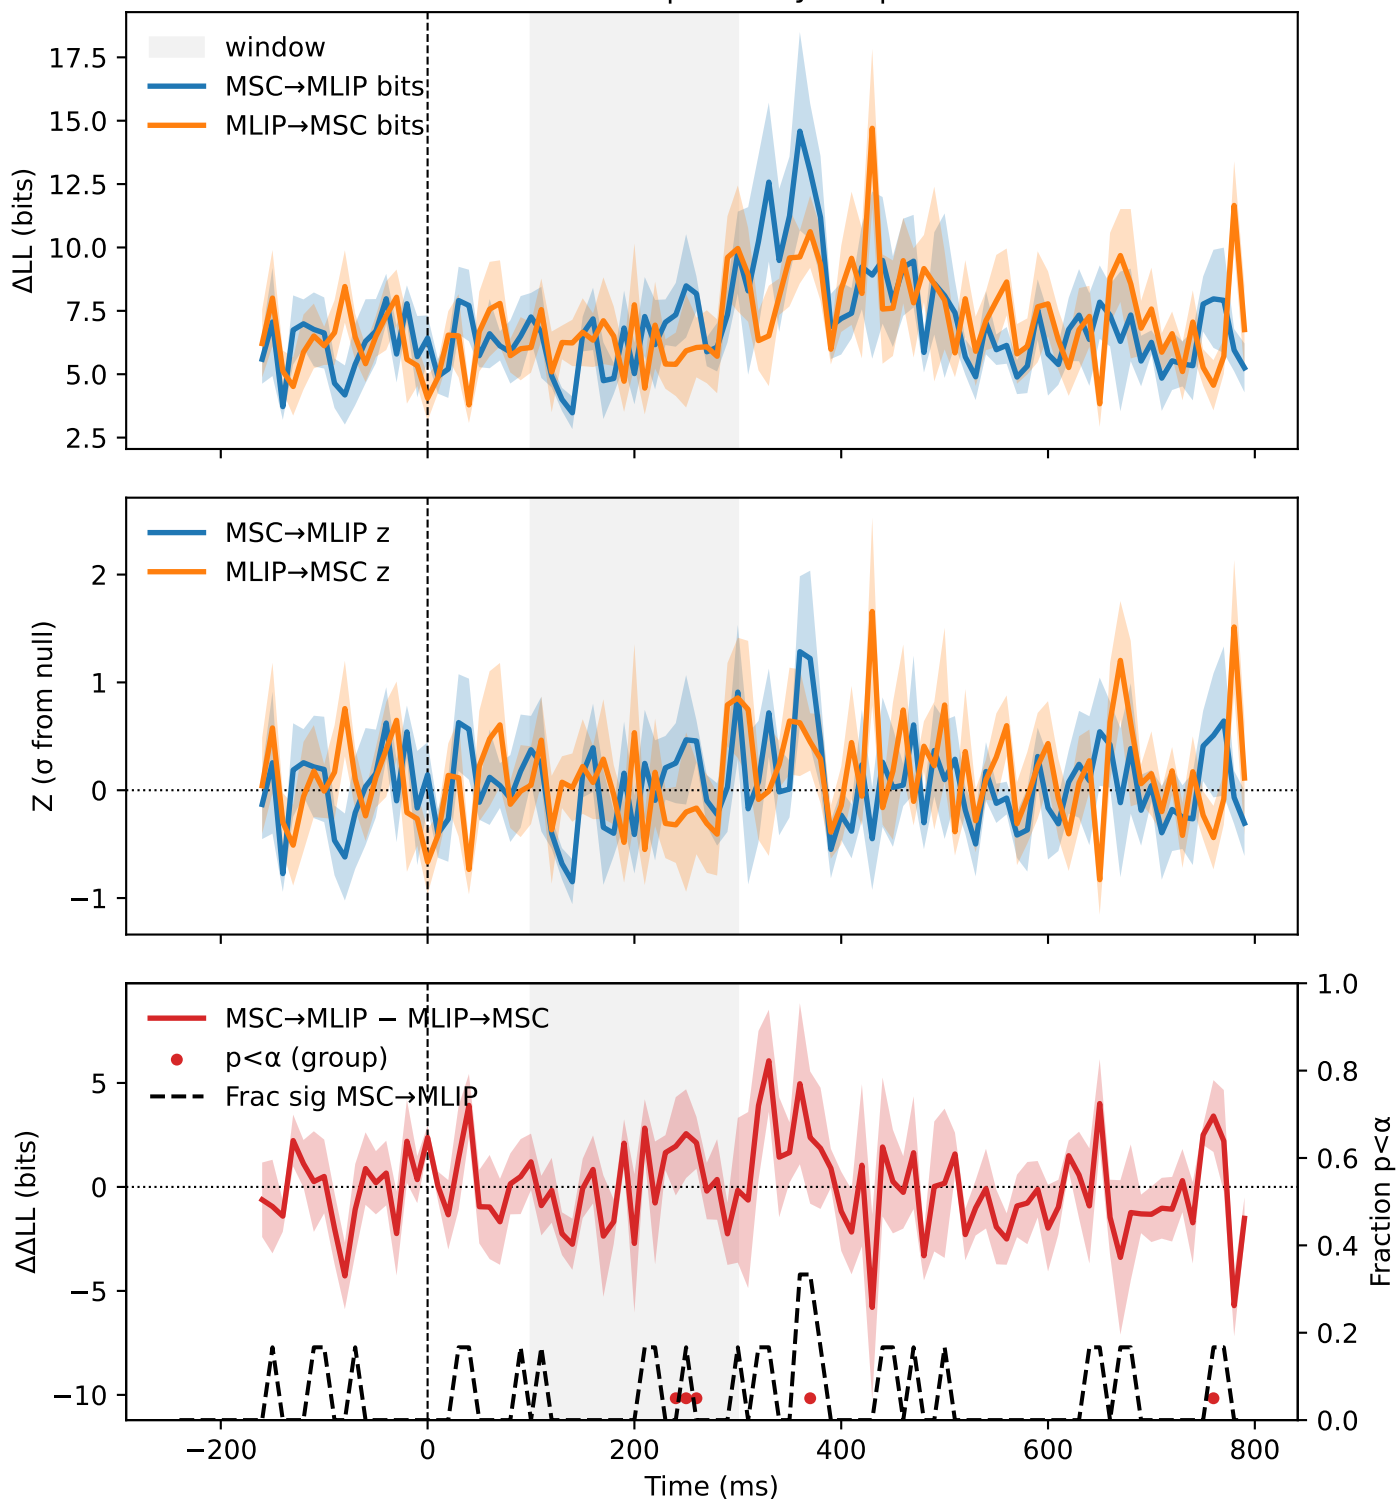 window
MSC→MLIP bits
MLIP→MSC bits
ΔLL (bits)
17.5
15.0
12.5
10.0
7.5
5.0
2.5
MSC→MLIP z
MLIP→MSC z
Z (σ from null)
2
1
0
−1
MSC→MLIP − MLIP→MSC
p<α (group)
Frac sig MSC→MLIP
ΔΔLL (bits)
5
0
−5
−10
1.0
0.8
0.6
0.4
0.2
0.0
Fraction p<α
−200
0
200
400
600
800
Time (ms)